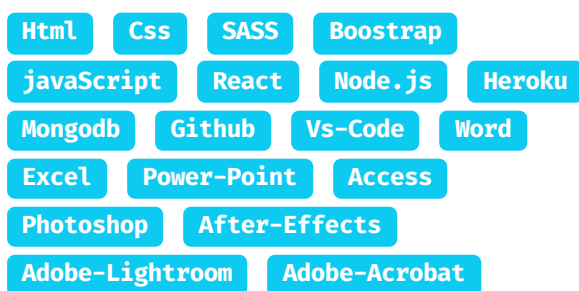 Html Css SASS Boostrap
javaScript React Node.js Heroku
Mongodb Github Vs-Code Word
Excel Power-Point Access
Photoshop After-Effects
Adobe-Lightroom Adobe-Acrobat